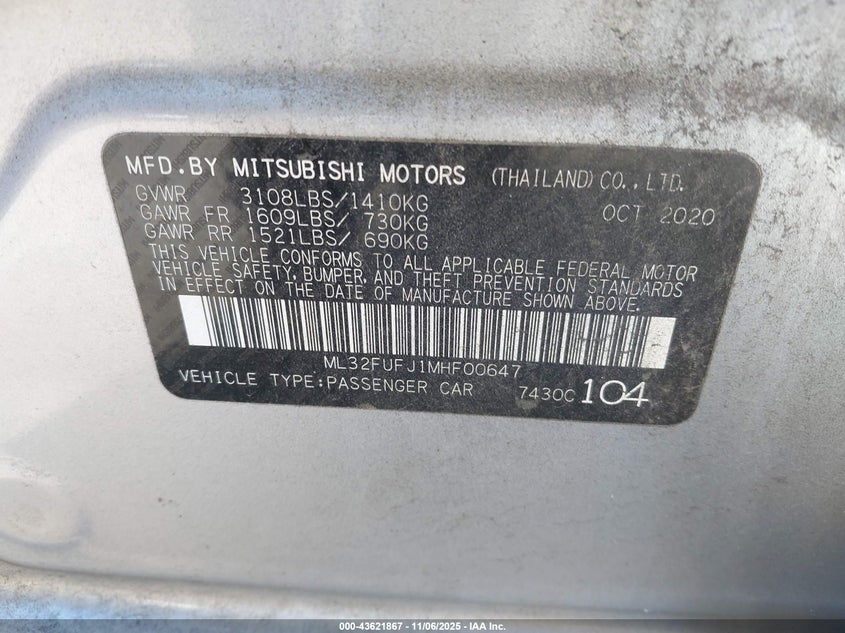 MFD.BY MITSUBISHI MOTORS (THAILAND) CO.,LTD.
GVWR 3108LBS/1410KG OCT 2020
GAWR FR 1609LBS/ 730KG
GAWR RR 1521LBS/ 690KG
THIS VEHICLE CONFORMS TO ALL APPLICABLE FEDERAL MOTOR
VEHICLE SAFETY, BUMPER, AND THEFT PREVENTION STANDARDS
IN EFFECT ON THE DATE OF MANUFACTURE SHOWN ABOVE.
ML32FUFJ1MHF00647
VEHICLE TYPE:PASSENGER CAR 7430C 104
000-43621867 - 11/06/2025 - IAA Inc.